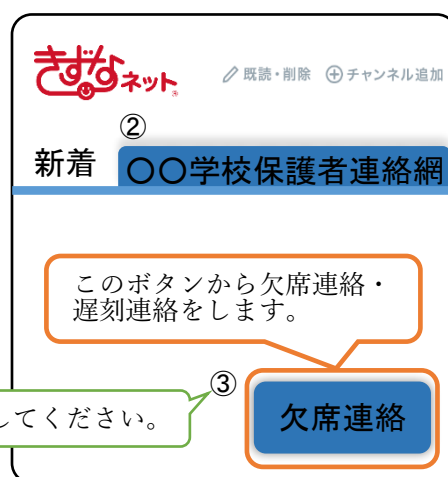 きずなネット
既読・削除 チャンネル追加
②
新着 〇〇学校保護者連絡網
このボタンから欠席連絡・
遅刻連絡をします。
③
欠席連絡
してください。